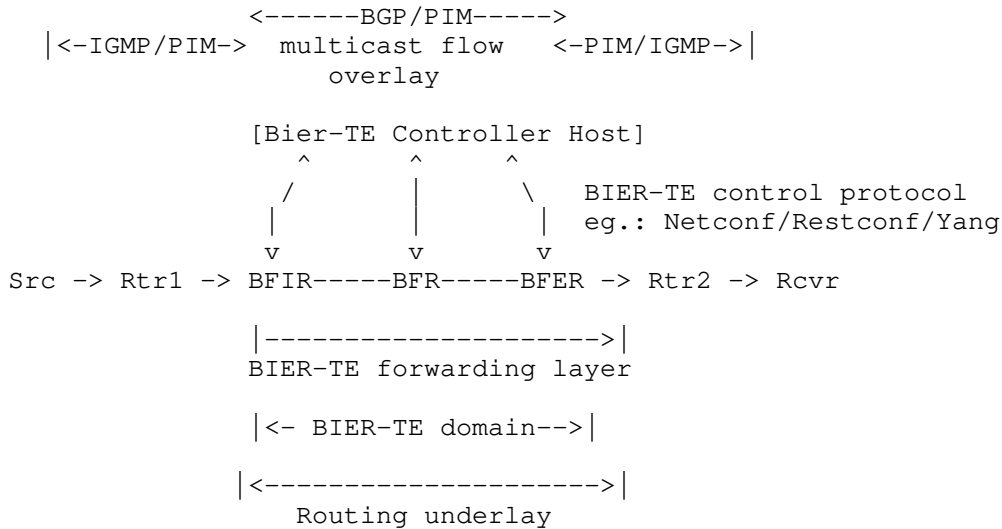 <------BGP/PIM----->
|<-IGMP/PIM-> multicast flow <-PIM/IGMP->|
overlay
[Bier-TE Controller Host]
^ ^ ^
/ | \ BIER-TE control protocol
| | | eg.: Netconf/Restconf/Yang
v v v
Src -> Rtr1 -> BFIR-----BFR-----BFER -> Rtr2 -> Rcvr
|--------------------->|
BIER-TE forwarding layer
|<- BIER-TE domain-->|
|<--------------------->|
Routing underlay